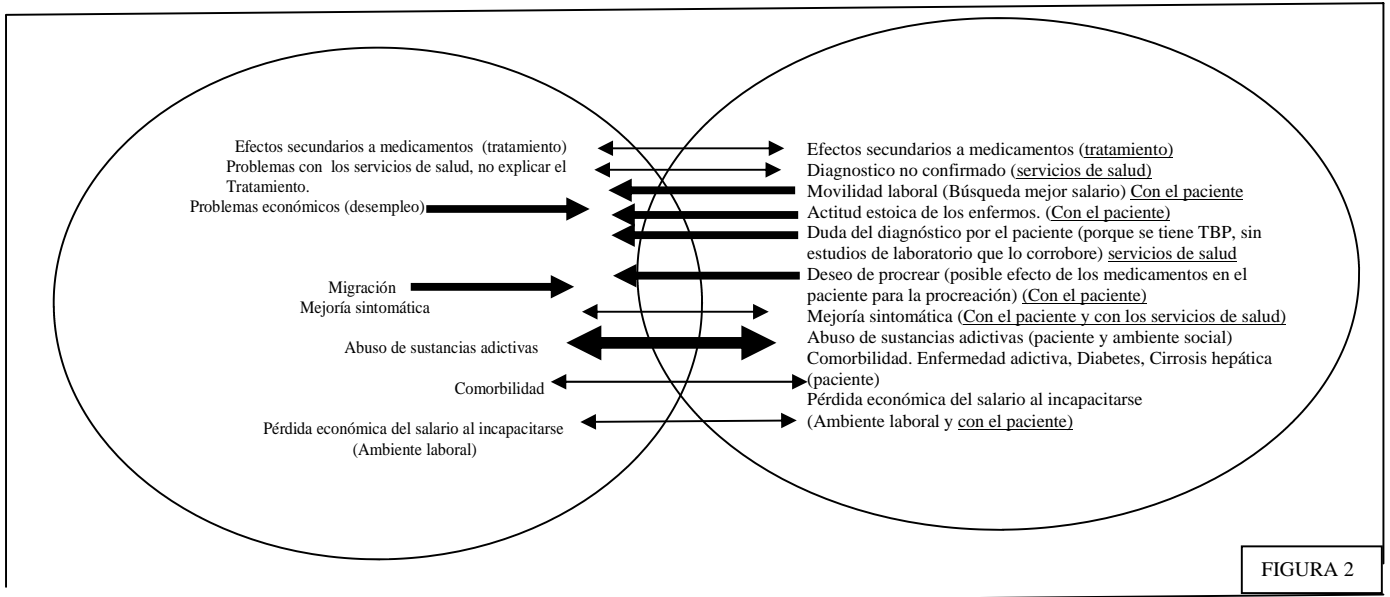 Efectos secundarios a medicamentos (tratamiento)
Problemas con los servicios de salud, no explicar el
Tratamiento.
Problemas económicos (desempleo)
Migración
Mejoría sintomática
Abuso de sustancias adictivas
Comorbilidad
Pérdida económica del salario al incapacitarse
(Ambiente laboral)
Efectos secundarios a medicamentos (tratamiento)
Diagnostico no confirmado (servicios de salud)
Movilidad laboral (Búsqueda mejor salario) Con el paciente
Actitud estoica de los enfermos. (Con el paciente)
Duda del diagnóstico por el paciente (porque se tiene TBP, sin
estudios de laboratorio que lo corrobore) servicios de salud
Deseo de procrear (posible efecto de los medicamentos en el
paciente para la procreación) (Con el paciente)
Mejoría sintomática (Con el paciente y con los servicios de salud)
Abuso de sustancias adictivas (paciente y ambiente social)
Comorbilidad. Enfermedad adictiva, Diabetes, Cirrosis hepática
(paciente)
Pérdida económica del salario al incapacitarse
(Ambiente laboral y con el paciente)
FIGURA 2